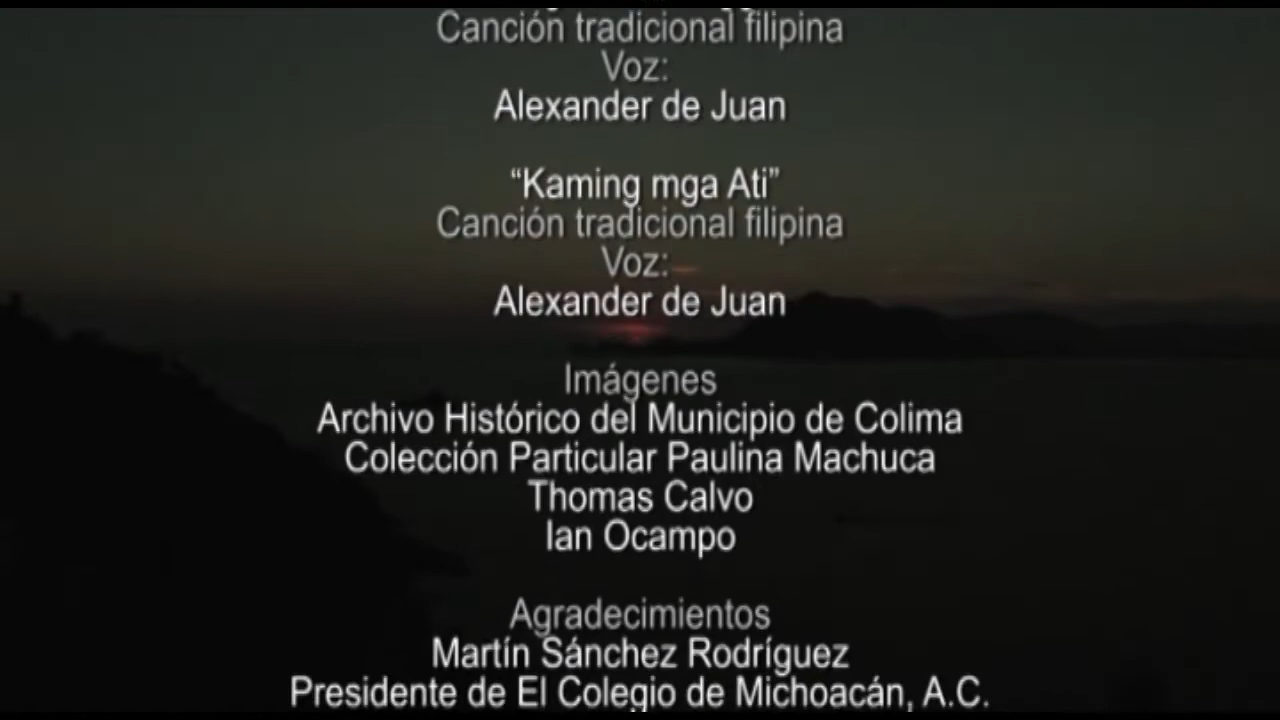 Canción tradicional filipina
Voz:
Alexander de Juan
“Kaming mga Ati”
Canción tradicional filipina
Voz:
Alexander de Juan
Imágenes
Archivo Histórico del Municipio de Colima
Colección Particular Paulina Machuca
Thomas Calvo
Ian Ocampo
Agradecimientos
Martín Sánchez Rodríguez
Presidente de El Colegio de Michoacán, A.C.